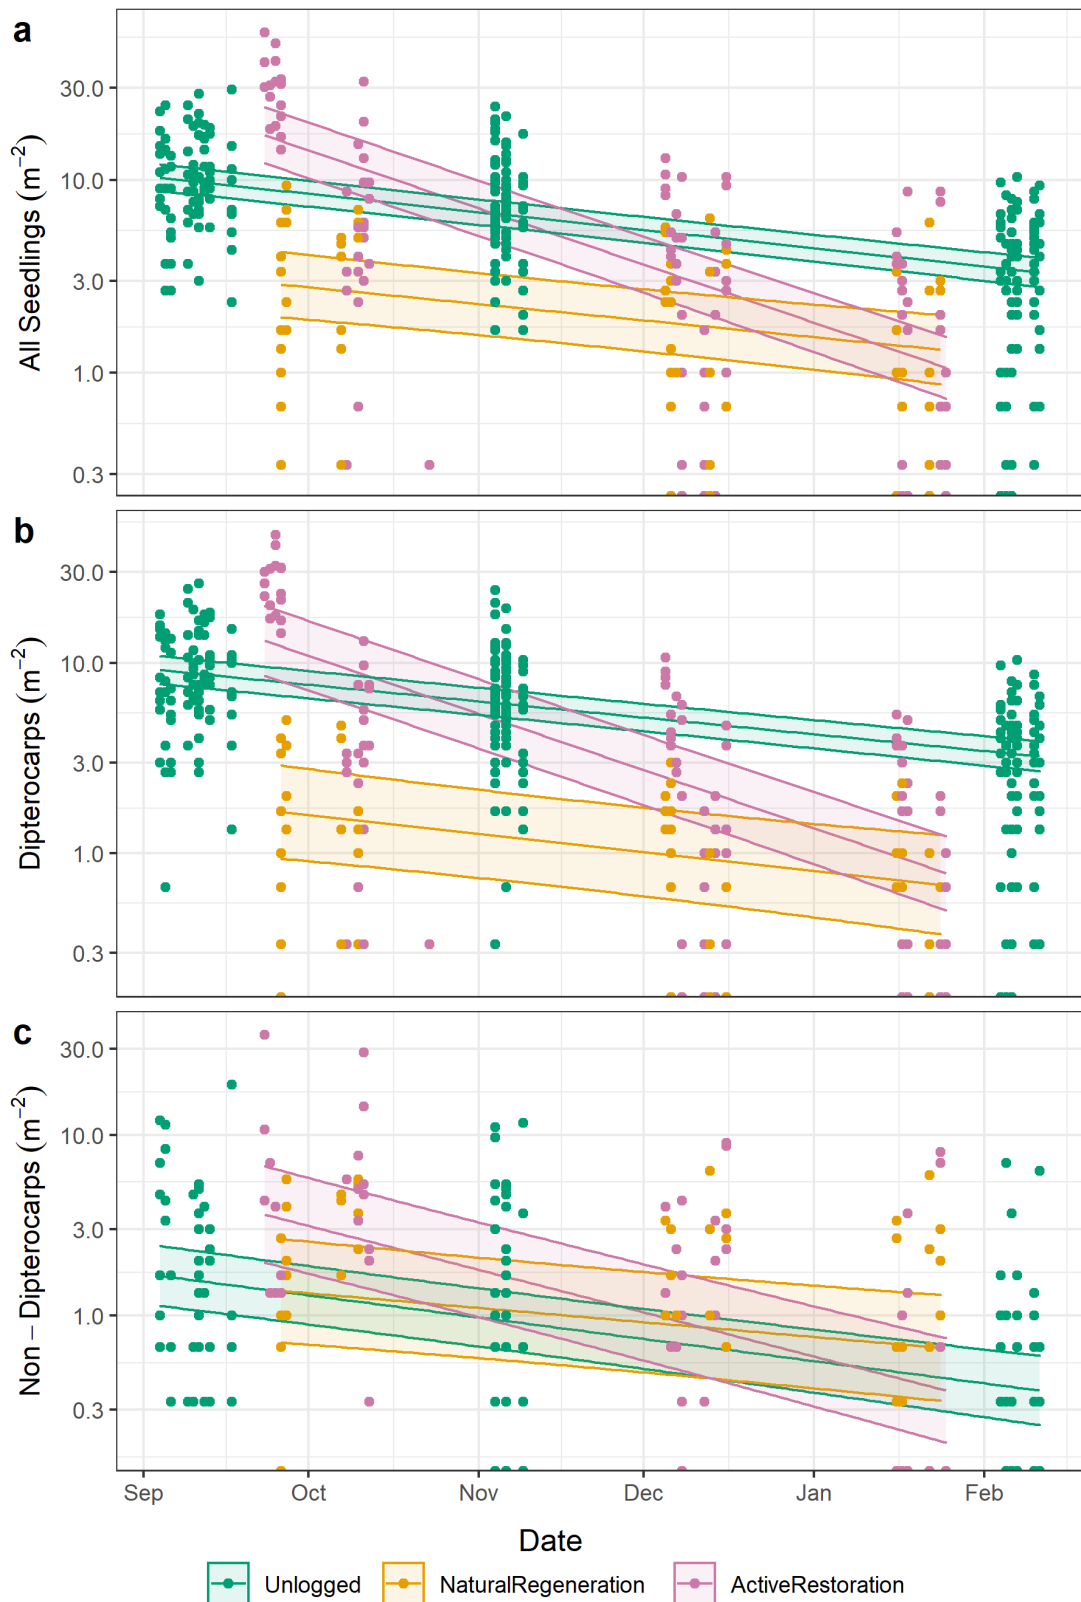 a
All Seedlings (m⁻²)
30.0
10.0
3.0
1.0
0.3
b
Dipterocarps (m⁻²)
30.0
10.0
3.0
1.0
0.3
c
Non − Dipterocarps (m⁻²)
30.0
10.0
3.0
1.0
0.3
Sep Oct Nov Dec Jan Feb
Date
Unlogged NaturalRegeneration ActiveRestoration